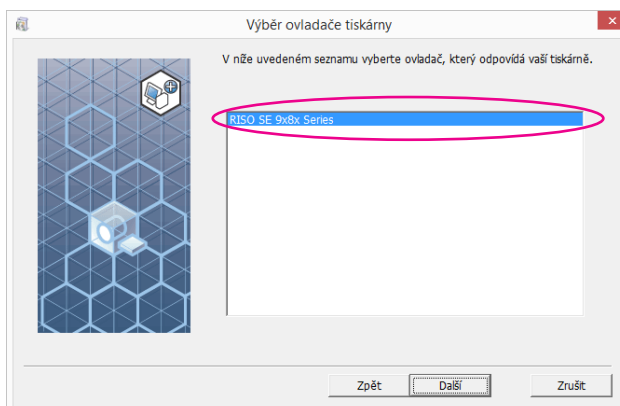 Výběr ovladače tiskárny
V níže uvedeném seznamu vyberte ovladač, který odpovídá vaší tiskárně.
RISO SE 9x8x Series
Zpět
Další
Zrušit